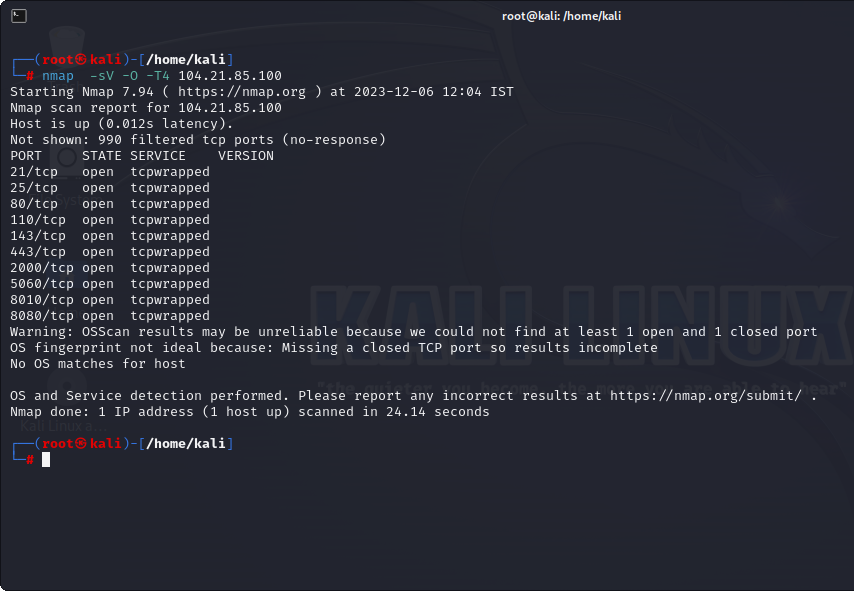 root@kali: /home/kali
┌──(root㉿kali)-[/home/kali]
└─# nmap  -sV -O -T4 104.21.85.100
Starting Nmap 7.94 ( https://nmap.org ) at 2023-12-06 12:04 IST
Nmap scan report for 104.21.85.100
Host is up (0.012s latency).
Not shown: 990 filtered tcp ports (no-response)
PORT     STATE SERVICE    VERSION
21/tcp   open  tcpwrapped
25/tcp   open  tcpwrapped
80/tcp   open  tcpwrapped
110/tcp  open  tcpwrapped
143/tcp  open  tcpwrapped
443/tcp  open  tcpwrapped
2000/tcp open  tcpwrapped
5060/tcp open  tcpwrapped
8010/tcp open  tcpwrapped
8080/tcp open  tcpwrapped
Warning: OSScan results may be unreliable because we could not find at least 1 open and 1 closed port
OS fingerprint not ideal because: Missing a closed TCP port so results incomplete
No OS matches for host
OS and Service detection performed. Please report any incorrect results at https://nmap.org/submit/ .
Nmap done: 1 IP address (1 host up) scanned in 24.14 seconds
┌──(root㉿kali)-[/home/kali]
└─#
KALI LINUX
"the quieter you become, the more you are able to hear"
Kali Linux a...